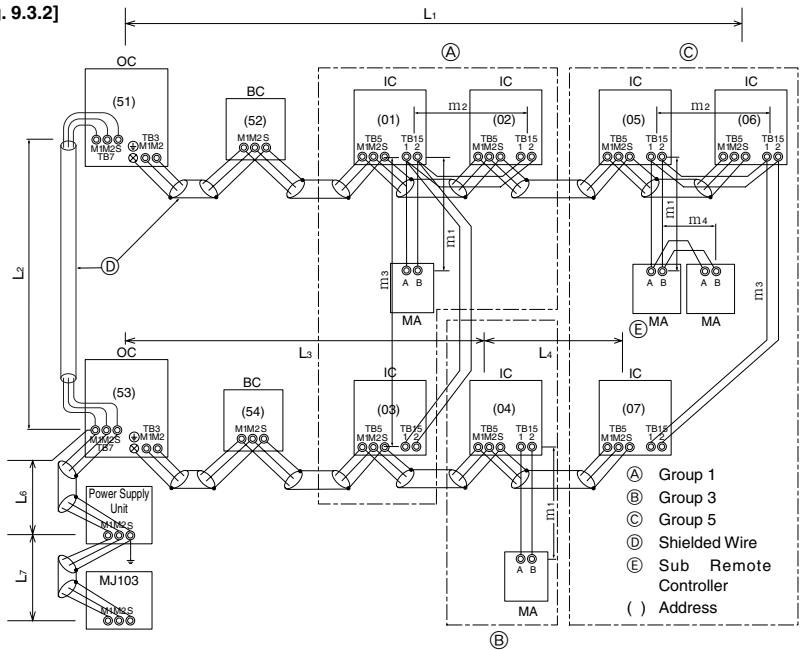 g. 9.3.2]
L1
A
C
OC
BC
IC
IC
IC
IC
(51)
(52)
(01)
m2
(02)
(05)
m2
(06)
TB3
M1M2S
TB7
M1M2
M1M2S
TB5
M1M2S
TB15
1 2
TB5
M1M2S
TB15
1 2
TB5
M1M2S
TB15
1 2
TB5
M1M2S
TB15
1 2
m1
m1
m4
L2
D
m3
A B
MA
A B
A B
E
MA
MA
m3
L3
L4
OC
BC
IC
IC
IC
(53)
(54)
(03)
(04)
(07)
TB3
M1M2S
TB7
M1M2
M1M2S
TB5
M1M2S
TB15
1 2
TB5
M1M2S
TB15
1 2
TB5
M1M2S
TB15
1 2
L6
Power Supply
Unit
M1M2S
m1
L7
MJ103
M1M2S
A B
MA
B
A Group 1
B Group 3
C Group 5
D Shielded Wire
E Sub Remote
Controller
( ) Address